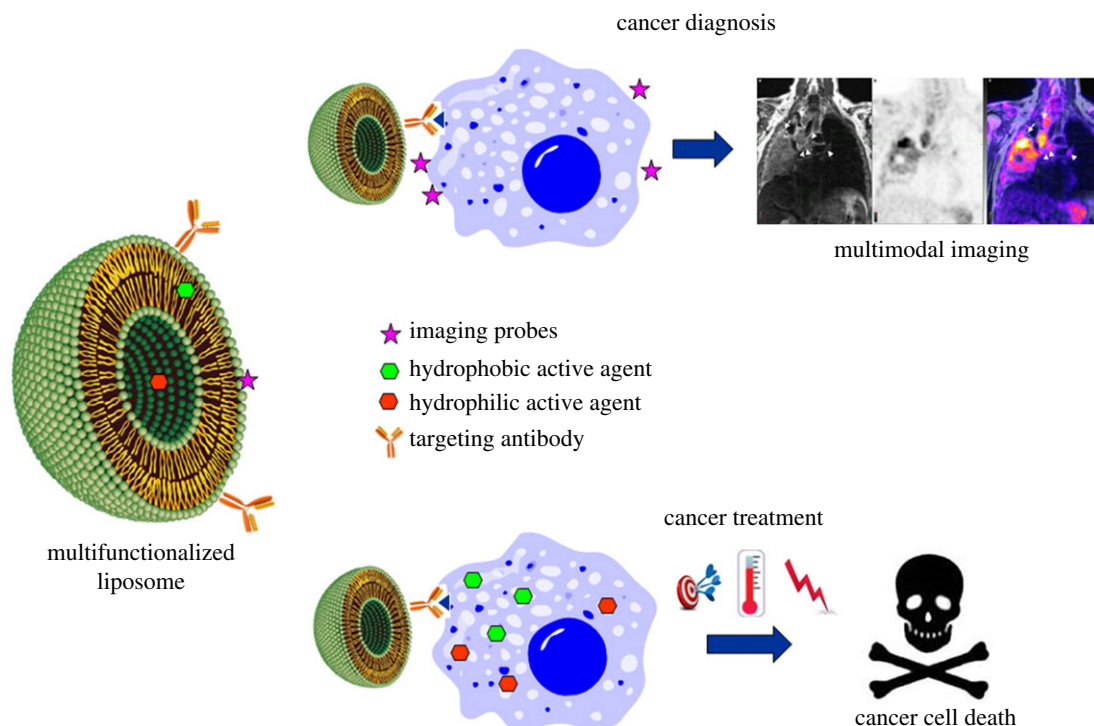 cancer diagnosis
multimodal imaging
imaging probes
hydrophobic active agent
hydrophilic active agent
targeting antibody
multifunctionalized
liposome
cancer treatment
cancer cell death